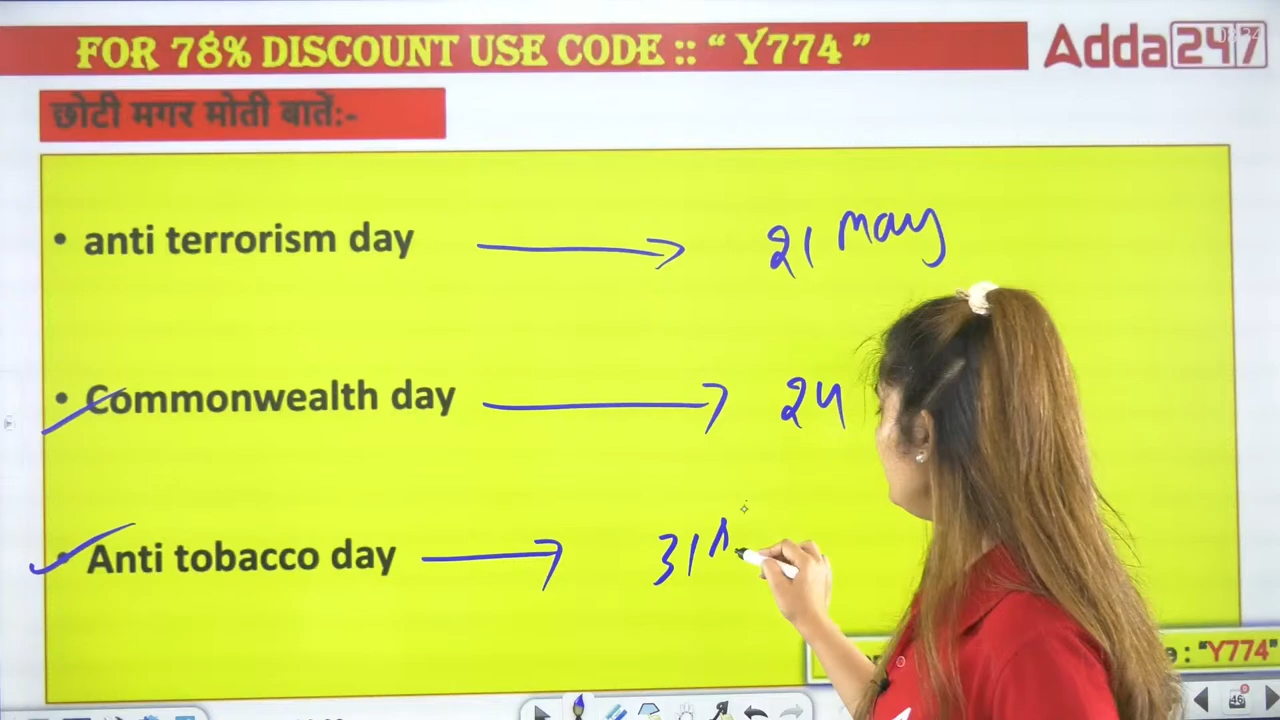 FOR 78% DISCOUNT USE CODE :: “ Y774 ”
Adda247
छोटी मगर मोती बातें:-
• anti terrorism day → 21 May
• Commonwealth day → 24
• Anti tobacco day → 31
: “Y774”
46